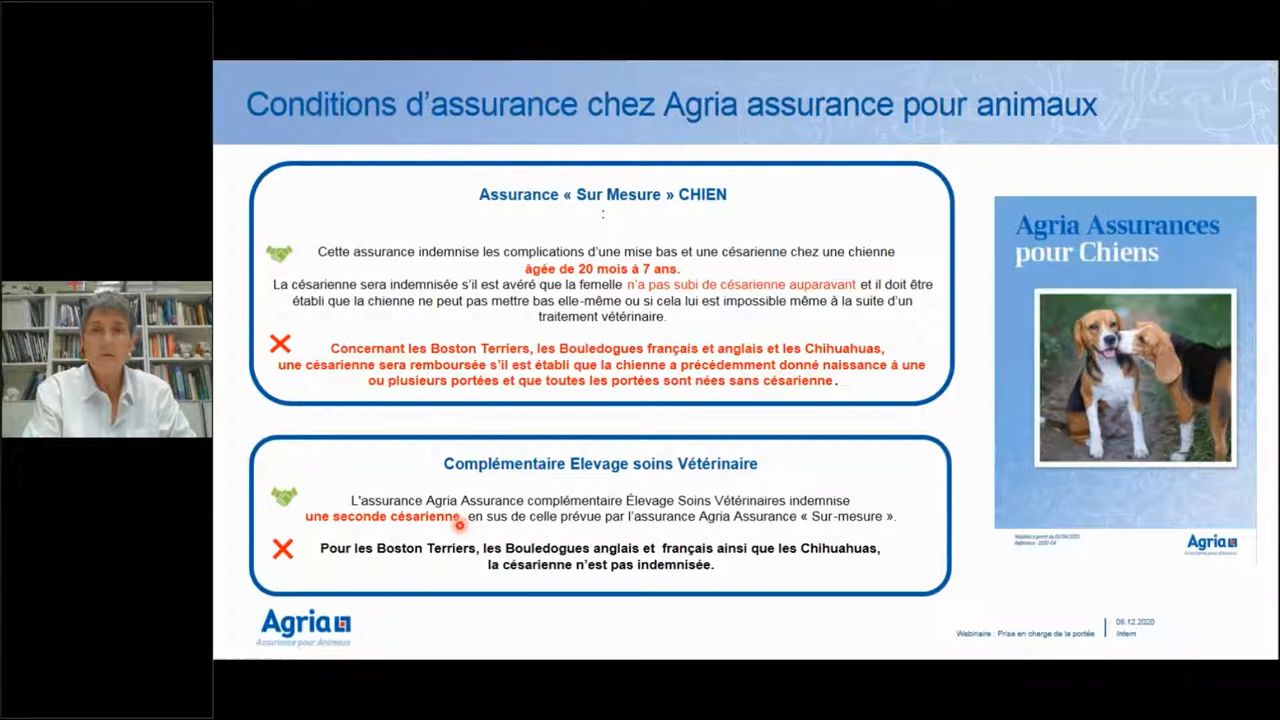 Conditions d'assurance chez Agria assurance pour animaux
Assurance « Sur Mesure » CHIEN
:
Cette assurance indemnise les complications d'une mise bas et une césarienne chez une chienne
âgée de 20 mois à 7 ans.
La césarienne sera indemnisée s'il est avéré que la femelle n'a pas subi de césarienne auparavant et il doit être
établi que la chienne ne peut pas mettre bas elle-même ou si cela lui est impossible même à la suite d'un
traitement vétérinaire.
Concernant les Boston Terriers, les Bouledogues français et anglais et les Chihuahuas,
une césarienne sera remboursée s'il est établi que la chienne a précédemment donné naissance à une
ou plusieurs portées et que toutes les portées sont nées sans césarienne.
Complémentaire Elevage soins Vétérinaire
L'assurance Agria Assurance complémentaire Élevage Soins Vétérinaires indemnise
une seconde césarienne en sus de celle prévue par l'assurance Agria Assurance « Sur-mesure ».
Pour les Boston Terriers, les Bouledogues anglais et français ainsi que les Chihuahuas,
la césarienne n'est pas indemnisée.
Agria Assurances
pour Chiens
Agria
Agria
Assurance pour Animaux
Webinaire : Prise en charge de la portée
08.12.2020
Intern